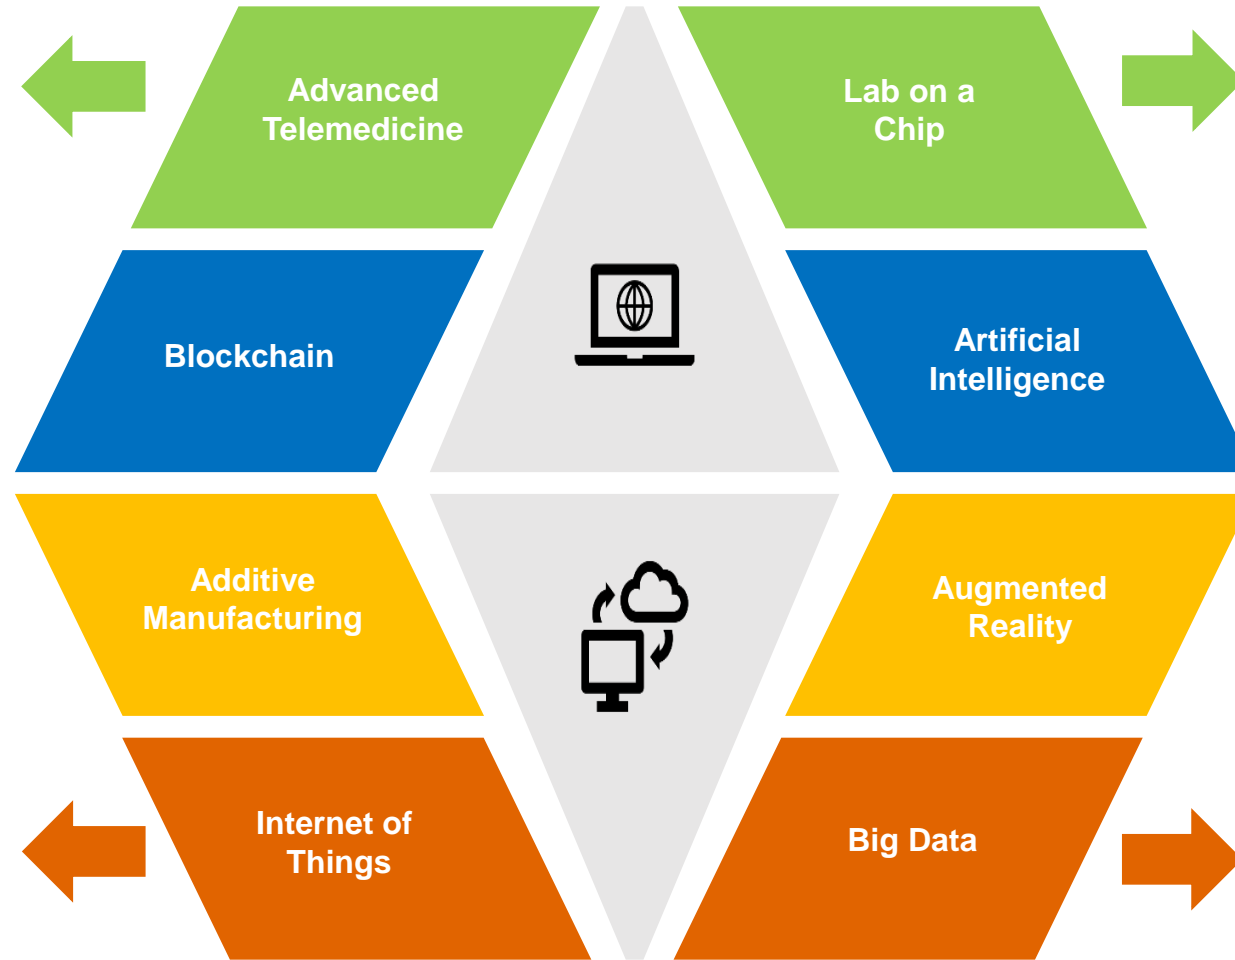 Advanced
Telemedicine
Lab on a
Chip
Blockchain
Artificial
Intelligence
Additive
Manufacturing
Augmented
Reality
Internet of
Things
Big Data